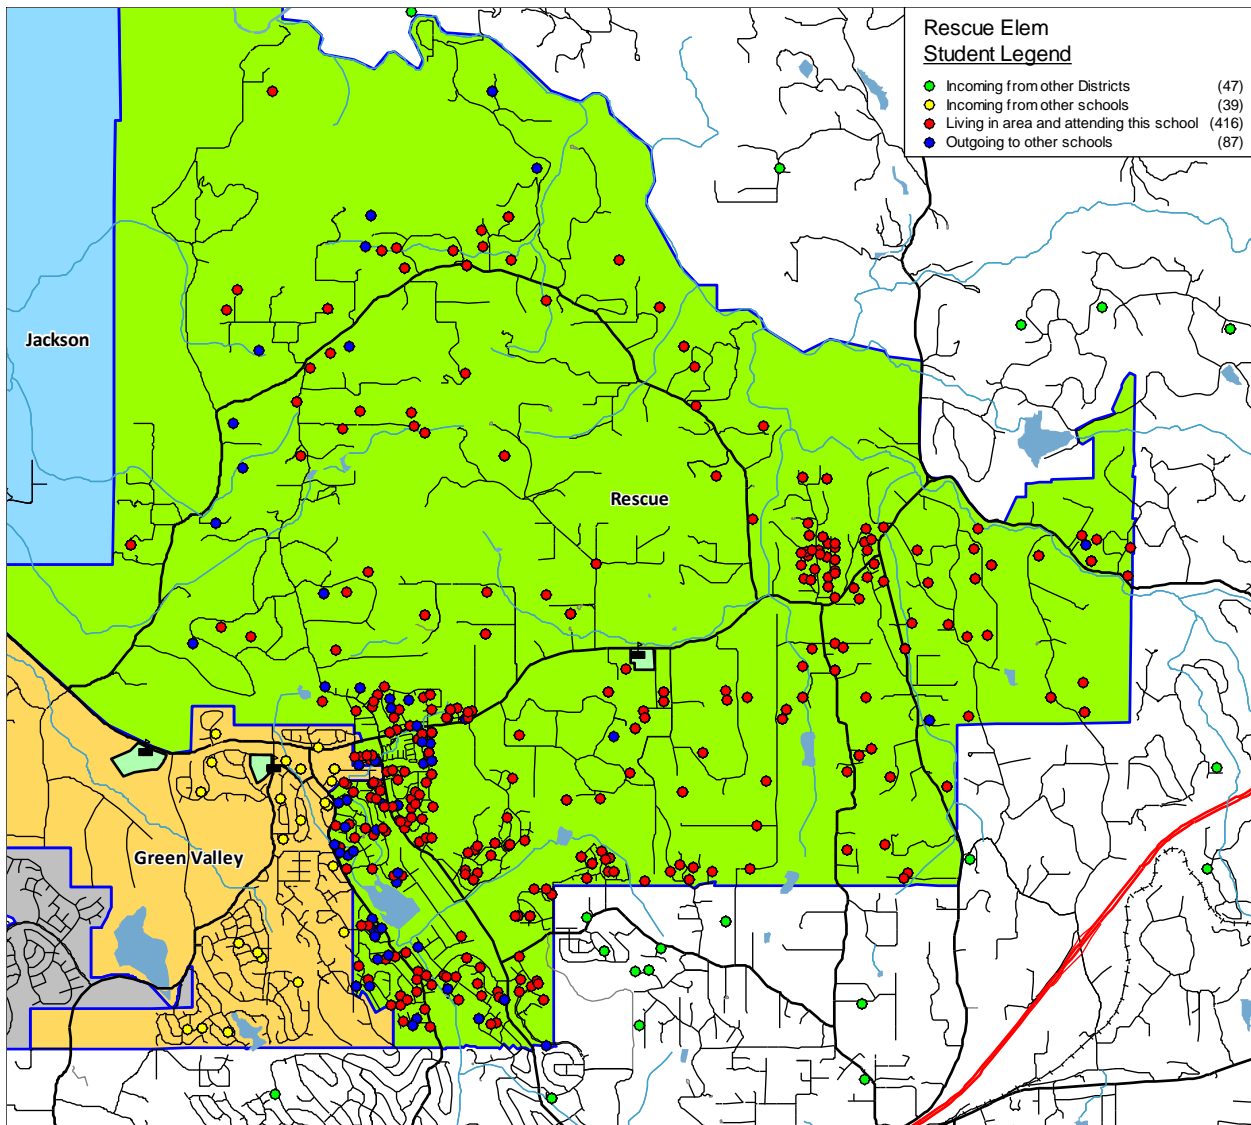 Rescue Elem
Student Legend
Incoming from other Districts (47)
Incoming from other schools (39)
Living in area and attending this school (416)
Outgoing to other schools (87)
Jackson
Rescue
Green Valley